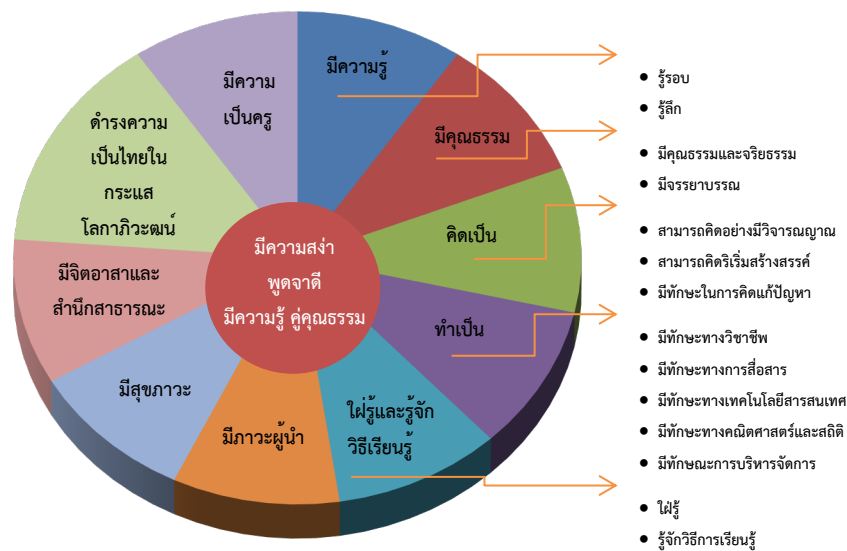 มีความรู้
มีคุณธรรม
คิดเป็น
ทำเป็น
ใฝ่รู้และรู้จัก
วิธีเรียนรู้
มีภาวะผู้นำ
มีสุขภาวะ
มีจิตอาสาและ
สำนึกสาธารณะ
ดำรงความ
เป็นไทยใน
กระแส
โลกาภิวะฒน์
มีความ
เป็นครู
มีความสง่า
พูดจาดี
มีความรู้ คู่คุณธรรม
• รู้รอบ
• รู้ลึก
• มีคุณธรรมและจริยธรรม
• มีจรรยาบรรณ
• สามารถคิดอย่างมีวิจารณญาณ
• สามารถคิดริเริ่มสร้างสรรค์
• มีทักษะในการคิดแก้ปัญหา
• มีทักษะทางวิชาชีพ
• มีทักษะทางการสื่อสาร
• มีทักษะทางเทคโนโลยีสารสนเทศ
• มีทักษะทางคณิตศาสตร์และสถิติ
• มีทักษณะการบริหารจัดการ
• ใฝ่รู้
• รู้จักวิธีการเรียนรู้